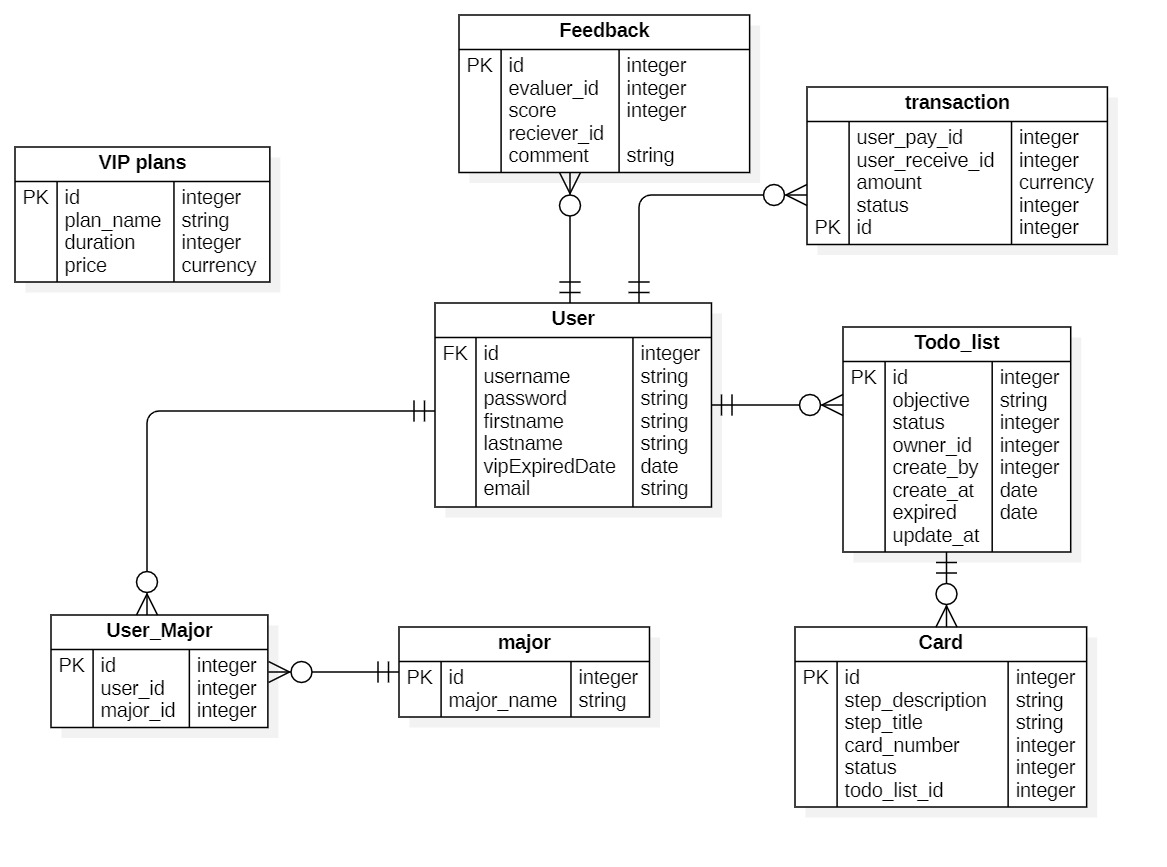 Feedback
PK id integer
evaluer_id integer
score integer
reciever_id
comment string
transaction
user_pay_id integer
user_receive_id integer
amount currency
status integer
PK id integer
VIP plans
PK id integer
plan_name string
duration integer
price currency
User
FK id integer
username string
password string
firstname string
lastname string
vipExpiredDate date
email string
Todo_list
PK id integer
objective string
status integer
owner_id integer
create_by integer
create_at date
expired date
update_at
User_Major
PK id integer
user_id integer
major_id integer
major
PK id integer
major_name string
Card
PK id integer
step_description string
step_title string
card_number integer
status integer
todo_list_id integer